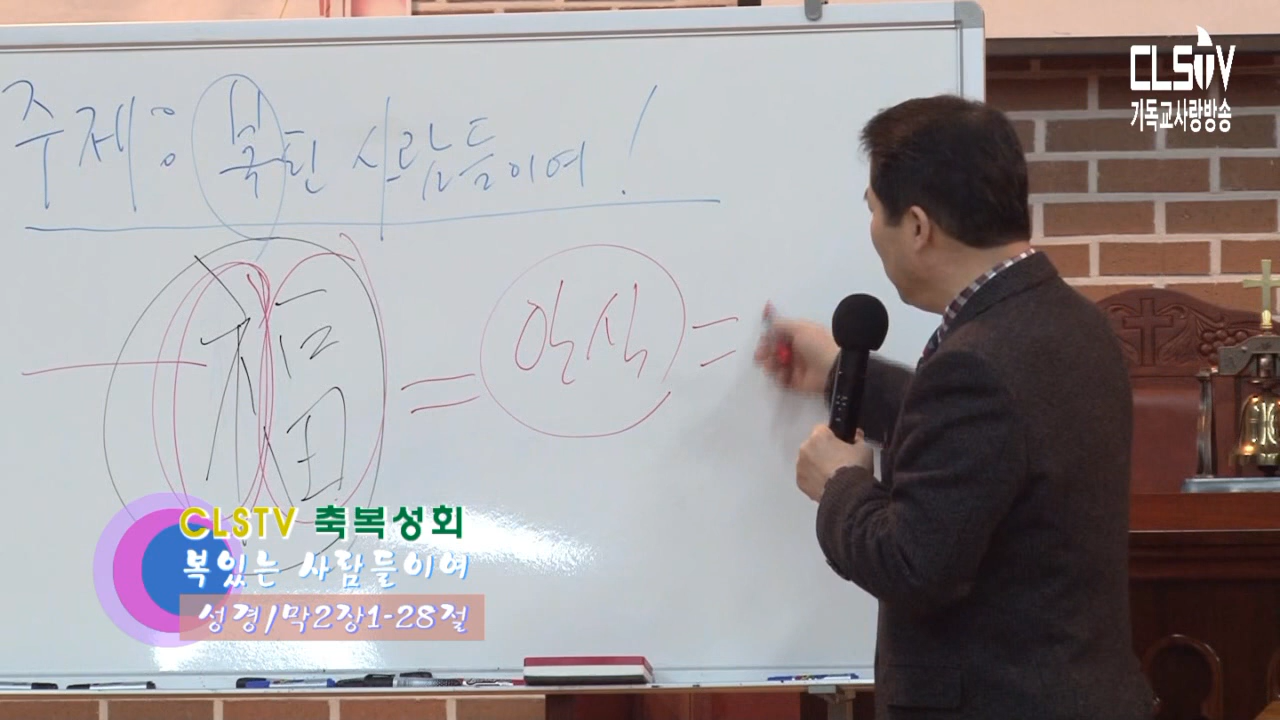 CLSTV
기독교사랑방송
주제: 복된 사람들이여!
福 = 안식 =
CLSTV 축복성회
복있는 사람들이여
성경/막2장1-28절